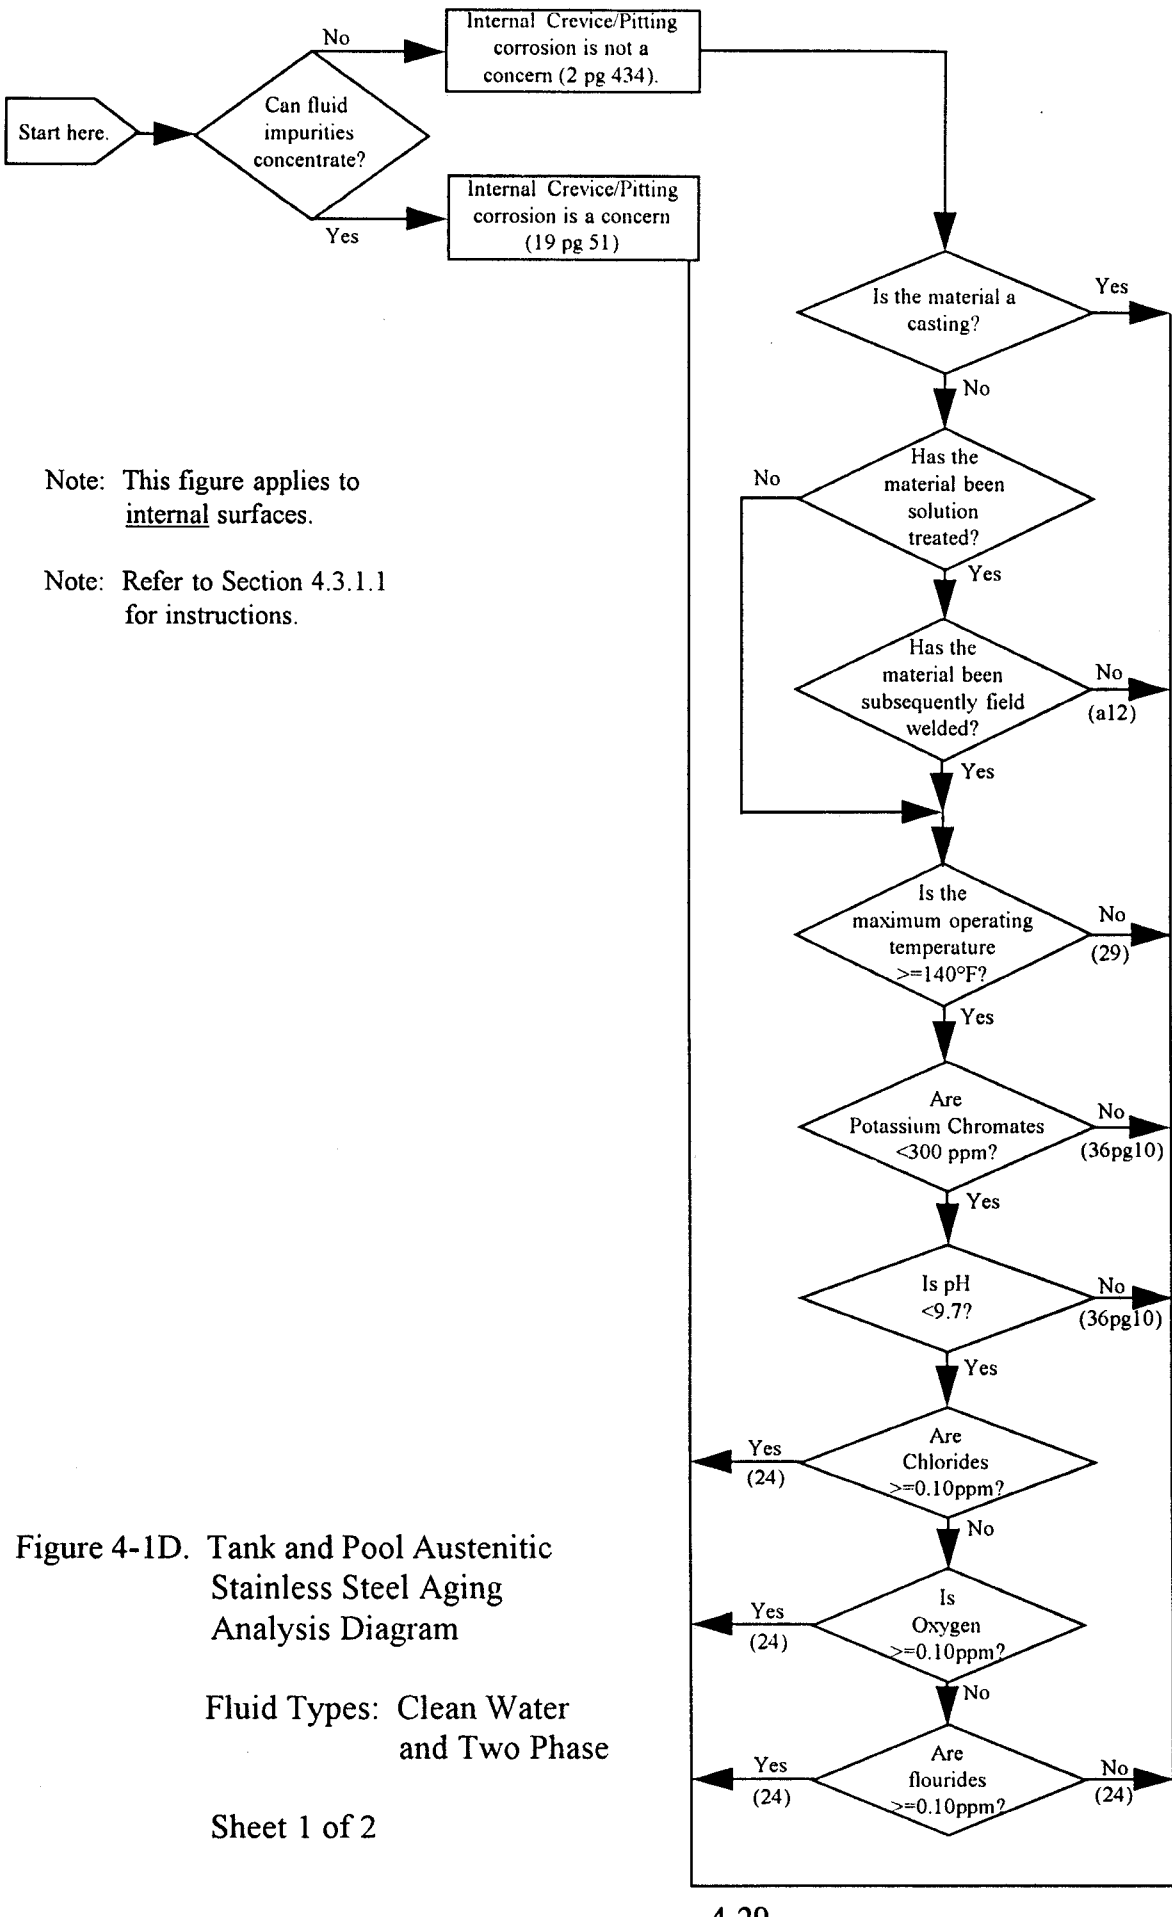 No
Internal Crevice/Pitting
corrosion is not a
concern (2 pg 434).
Start here.
Can fluid
impurities
concentrate?
Internal Crevice/Pitting
corrosion is a concern
(19 pg 51)
Yes
Is the material a
casting?
Yes
No
Has the
material been
solution
treated?
No
Yes
Note: This figure applies to
internal surfaces.
Note: Refer to Section 4.3.1.1
for instructions.
Has the
material been
subsequently field
welded?
No
(a12)
Yes
Is the
maximum operating
temperature
>=140°F?
No
(29)
Yes
Are
Potassium Chromates
<300 ppm?
No
(36pg10)
Yes
Is pH
<9.7?
No
(36pg10)
Yes
Are
Chlorides
>=0.10ppm?
Yes
(24)
No
Is
Oxygen
>=0.10ppm?
Yes
(24)
No
Are
flourides
>=0.10ppm?
Yes
(24)
No
(24)
Figure 4-1D. Tank and Pool Austenitic
Stainless Steel Aging
Analysis Diagram
Fluid Types: Clean Water
and Two Phase
Sheet 1 of 2